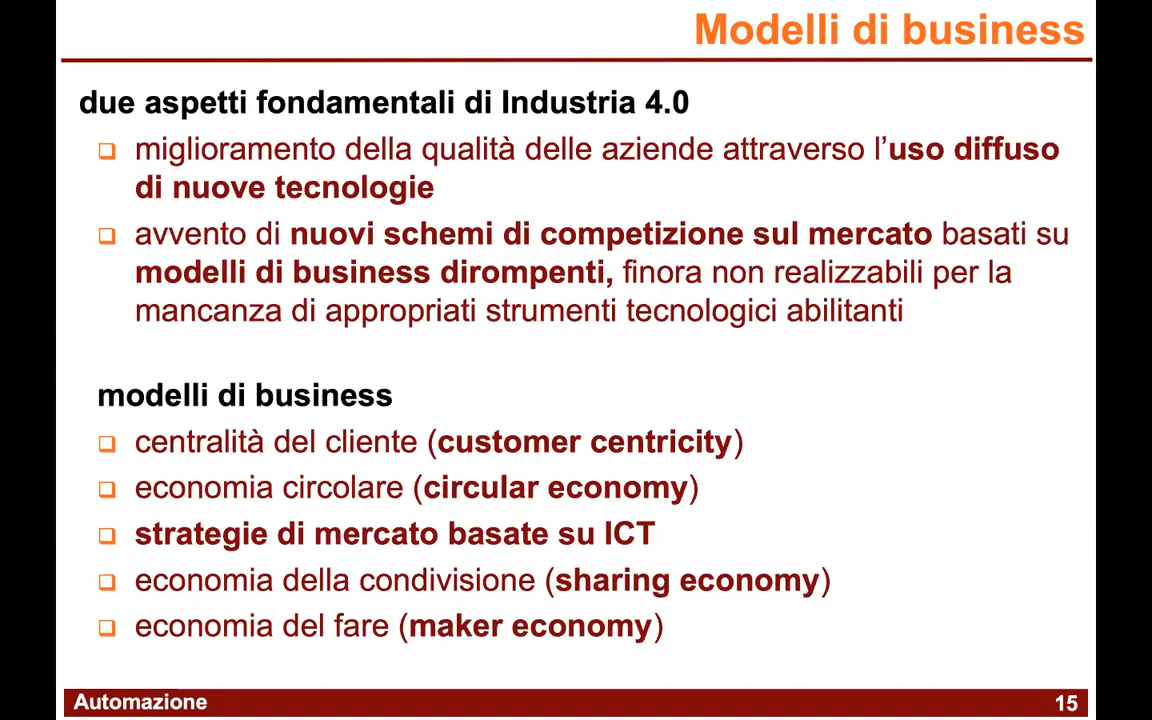 Modelli di business
due aspetti fondamentali di Industria 4.0
miglioramento della qualità delle aziende attraverso l’uso diffuso
di nuove tecnologie
avvento di nuovi schemi di competizione sul mercato basati su
modelli di business dirompenti, finora non realizzabili per la
mancanza di appropriati strumenti tecnologici abilitanti
modelli di business
centralità del cliente (customer centricity)
economia circolare (circular economy)
strategie di mercato basate su ICT
economia della condivisione (sharing economy)
economia del fare (maker economy)
Automazione
15